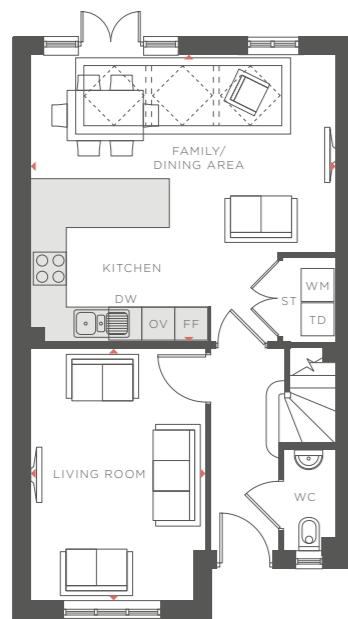 FAMILY/
DINING AREA
KITCHEN
DW
OV
FF
ST
WM
TD
LIVING ROOM
WC